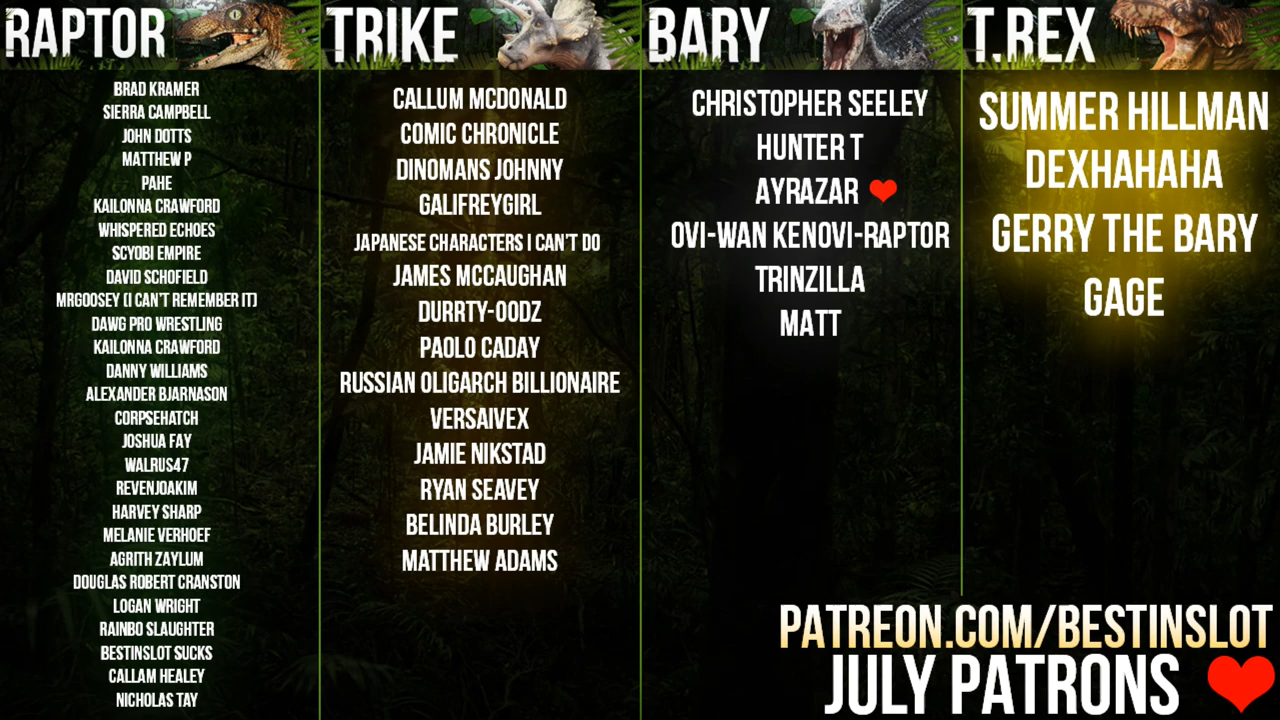 RAPTOR
BRAD KRAMER
SIERRA CAMPBELL
JOHN DOTTS
MATTHEW P
PAHE
KAILONNA CRAWFORD
WHISPERED ECHOES
SCYOBI EMPIRE
DAVID SCHOFIELD
MRGOOSEY (I CAN'T REMEMBER IT)
DAWG PRO WRESTLING
KAILONNA CRAWFORD
DANNY WILLIAMS
ALEXANDER BJARNASON
CORPSEHATCH
JOSHUA FAY
WALRUS47
REVENJOAKIM
HARVEY SHARP
MELANIE VERHOEF
AGRITH ZAYLUM
DOUGLAS ROBERT CRANSTON
LOGAN WRIGHT
RAINBO SLAUGHTER
BESTINSLOT SUCKS
CALLAM HEALEY
NICHOLAS TAY
TRIKE
CALLUM MCDONALD
COMIC CHRONICLE
DINOMANS JOHNNY
GALIFREYGIRL
JAPANESE CHARACTERS I CAN'T DO
JAMES MCCAUGHAN
DURRTY-OODZ
PAOLO CADAY
RUSSIAN OLIGARCH BILLIONAIRE
VERSAIVEX
JAMIE NIKSTAD
RYAN SEAVEY
BELINDA BURLEY
MATTHEW ADAMS
BARY
CHRISTOPHER SEELEY
HUNTER T
AYRAZAR ❤
OVI-WAN KENOVI-RAPTOR
TRINZILLA
MATT
T.REX
SUMMER HILLMAN
DEXHAHAHA
GERRY THE BARY
GAGE
PATREON.COM/BESTINSLOT
JULY PATRONS ❤